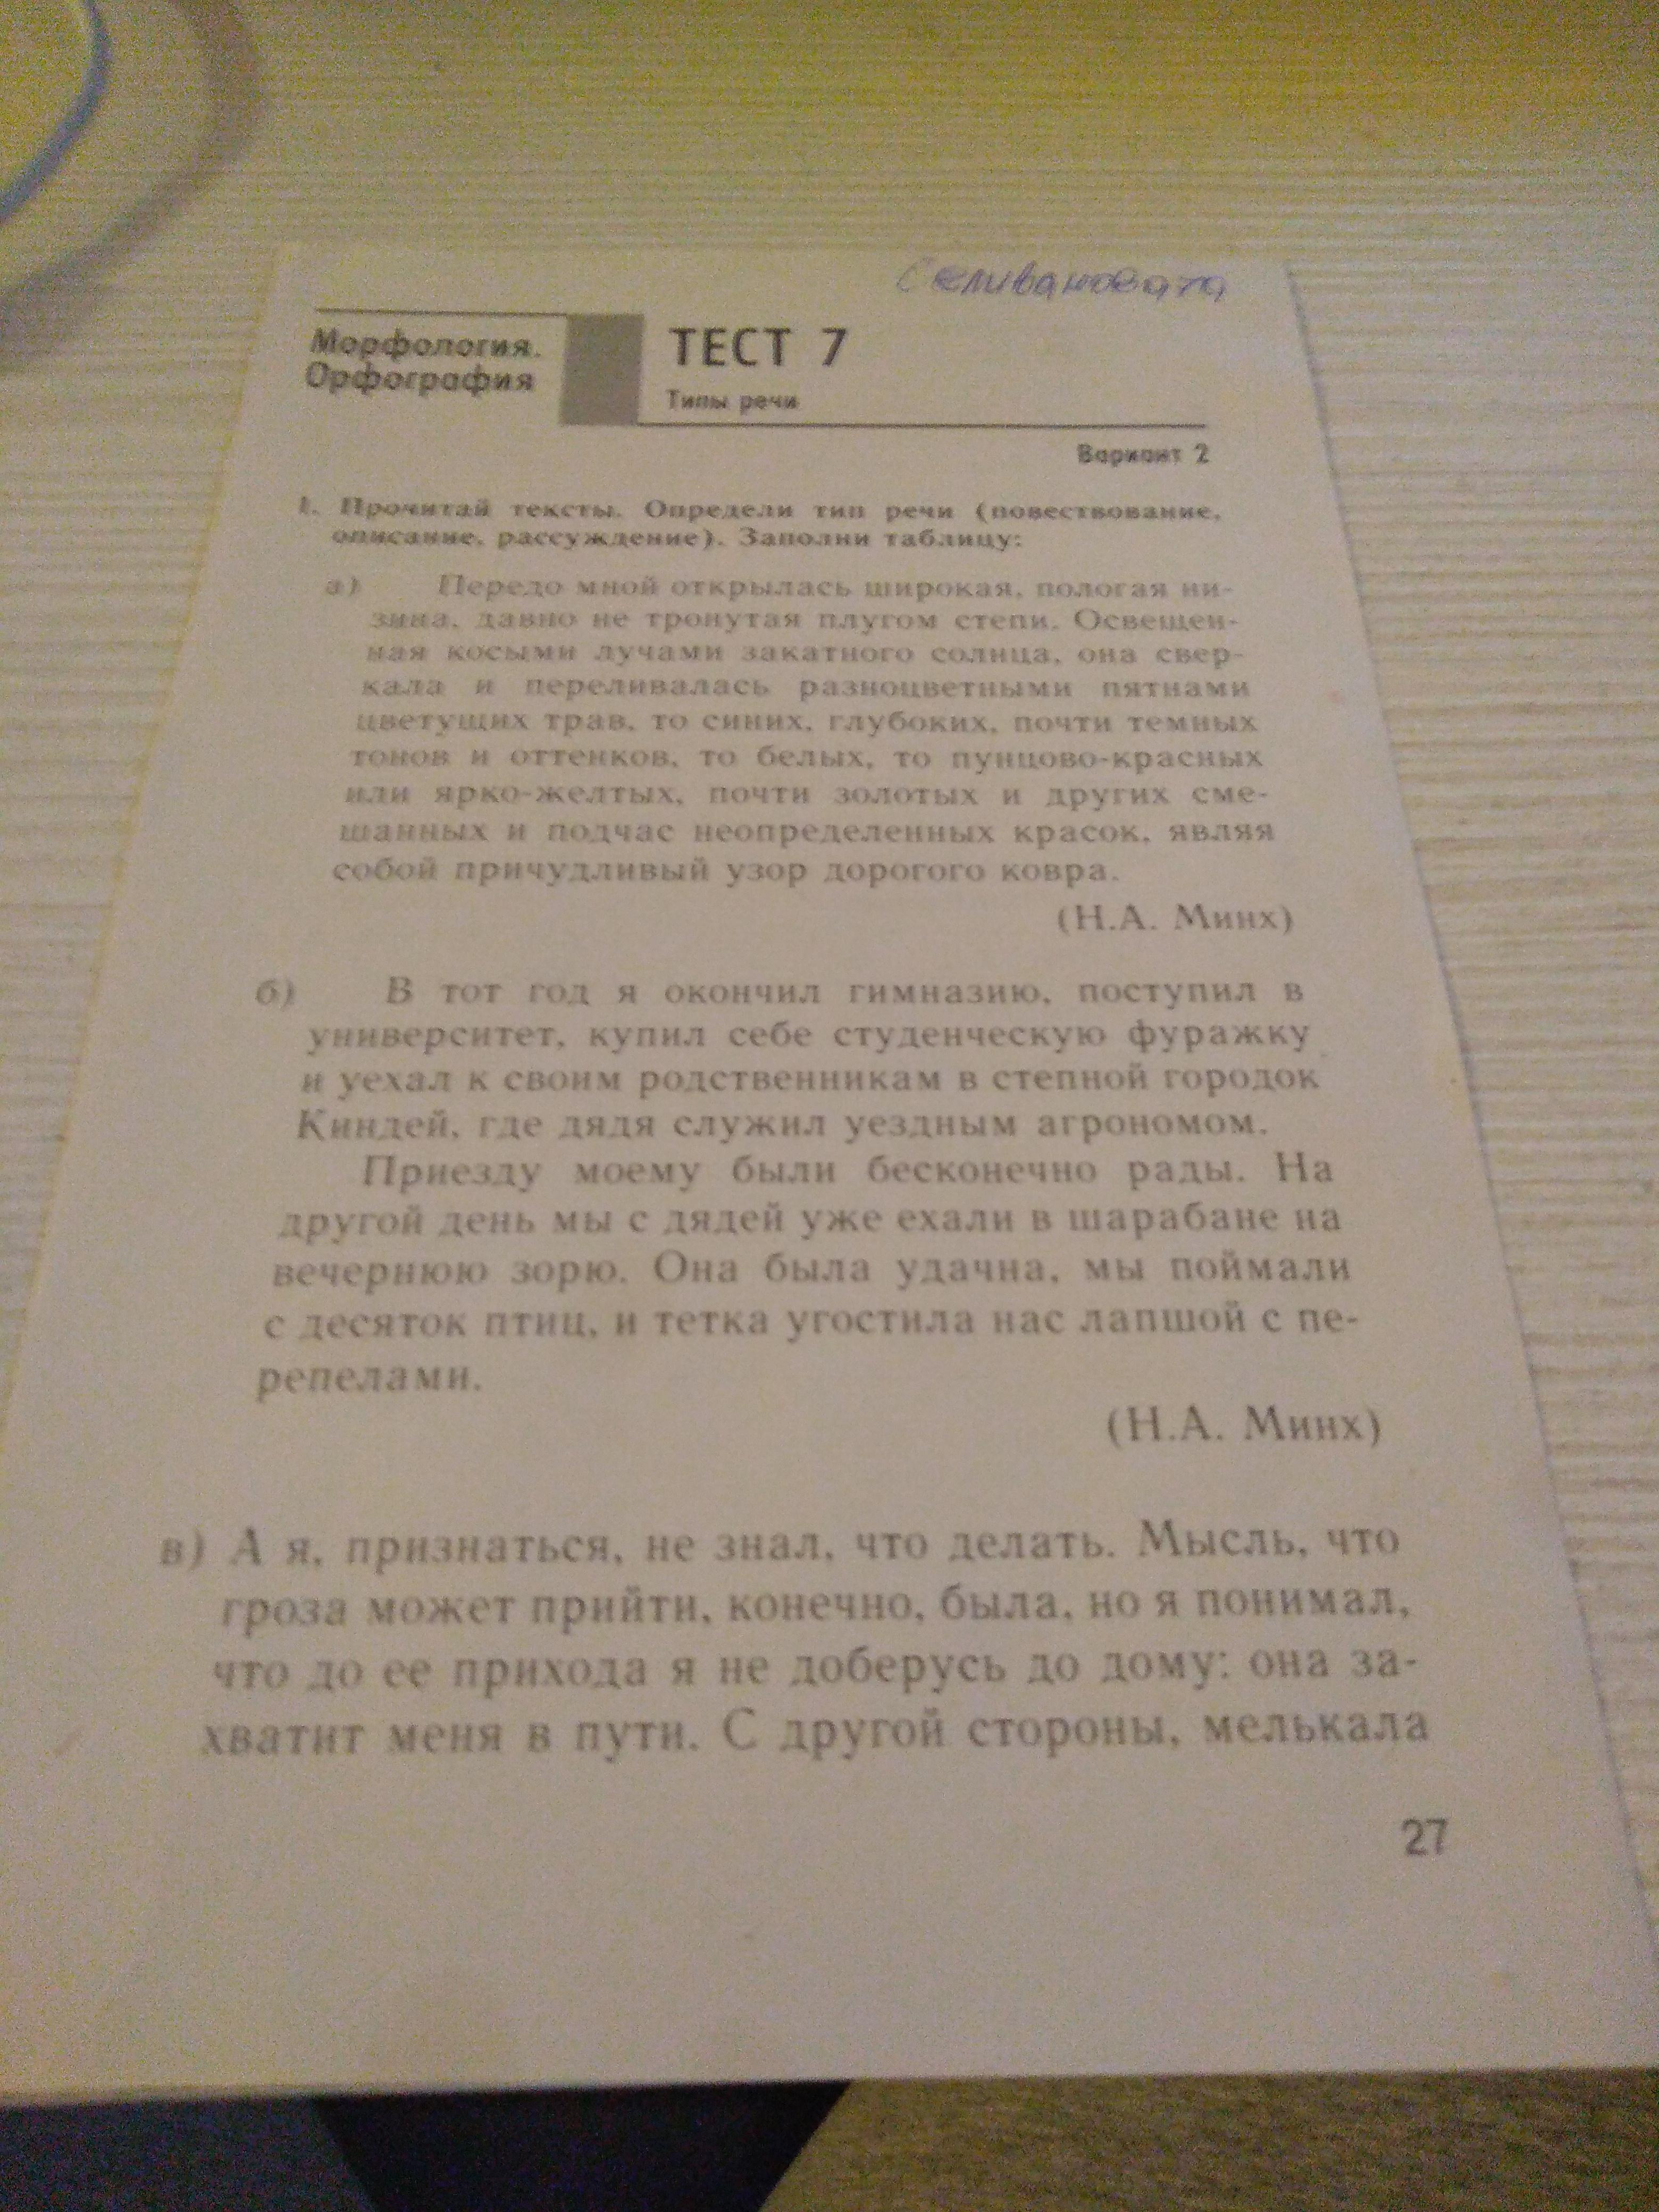 Морфология.
Орфография
ТЕСТ 7
Типы речи
Вариант 2
1. Прочитай тексты. Определи тип речи (повествование,
описание, рассуждение). Заполни таблицу:
а) Передо мной открылась широкая, пологая ни-
зина, давно не тронутая плугом степи. Освещен-
ная косыми лучами закатного солнца, она свер-
кала и переливалась разноцветными пятнами
цветущих трав, то синих, глубоких, почти темных
тонов и оттенков, то белых, то пунцово-красных
или ярко-желтых, почти золотых и других сме-
шанных и подчас неопределенных красок, являя
собой причудливый узор дорогого ковра.
(Н.А. Минх)
б) В тот год я окончил гимназию, поступил в
университет, купил себе студенческую фуражку
и уехал к своим родственникам в степной городок
Киндей, где дядя служил уездным агрономом.
Приезду моему были бесконечно рады. На
другой день мы с дядей уже ехали в шарабане на
вечернюю зорю. Она была удачна, мы поймали
с десяток птиц, и тетка угостила нас лапшой с пе-
репелами.
(Н.А. Минх)
в) А я, признаться, не знал, что делать. Мысль, что
гроза может прийти, конечно, была, но я понимал,
что до ее прихода я не доберусь до дому: она за-
хватит меня в пути. С другой стороны, мелькала
27